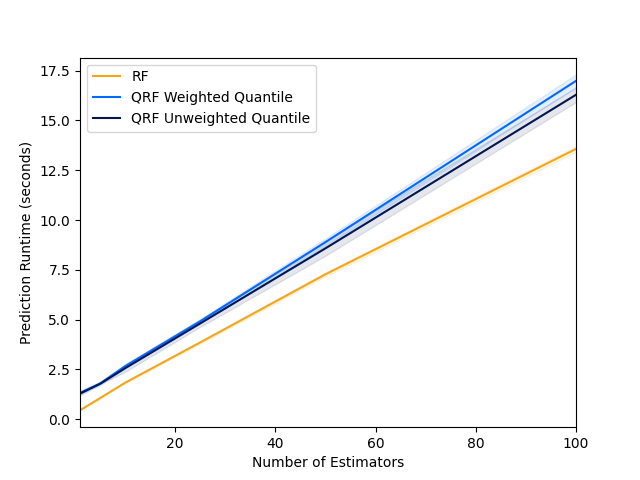 RF
QRF Weighted Quantile
QRF Unweighted Quantile
Prediction Runtime (seconds)
17.5
15.0
12.5
10.0
7.5
5.0
2.5
0.0
20 40 60 80 100
Number of Estimators